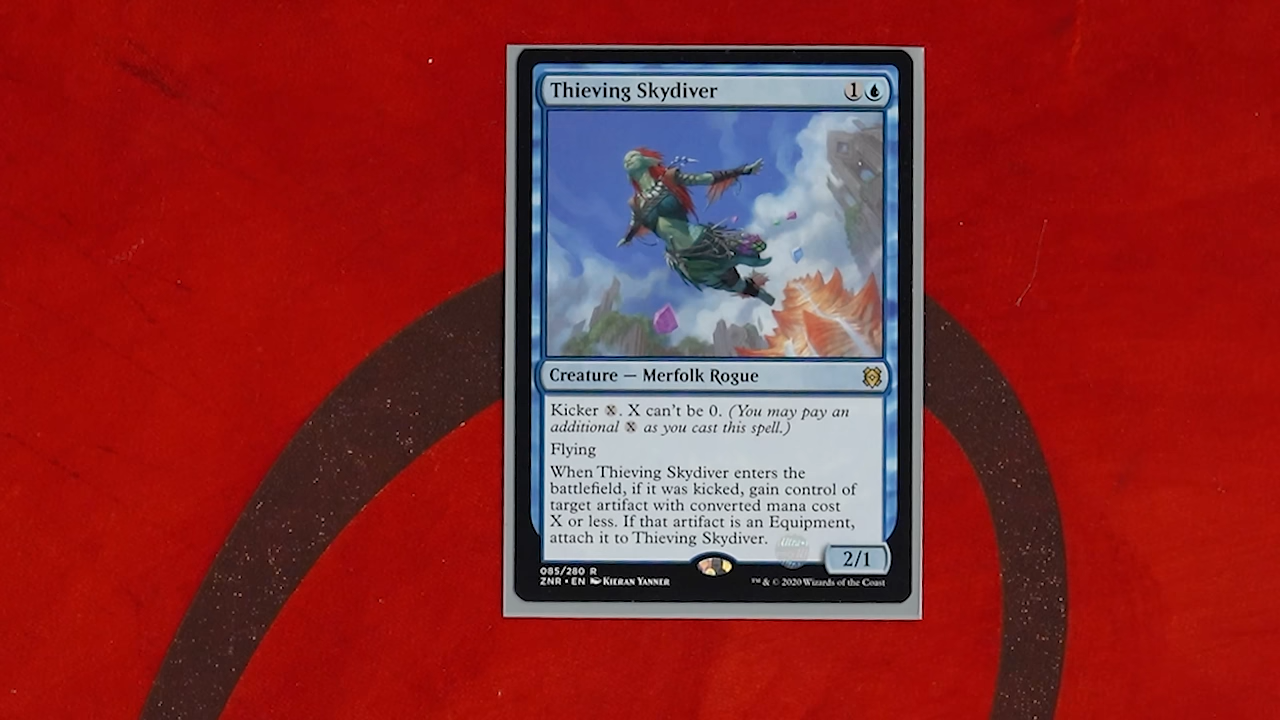 Thieving Skydiver 1
Creature — Merfolk Rogue
Kicker X. X can't be 0. (You may pay an
additional X as you cast this spell.)
Flying
When Thieving Skydiver enters the
battlefield, if it was kicked, gain control of
target artifact with converted mana cost
X or less. If that artifact is an Equipment,
attach it to Thieving Skydiver.
2/1
085/280 R
ZNR • EN Kieran Yanner
™ & © 2020 Wizards of the Coast